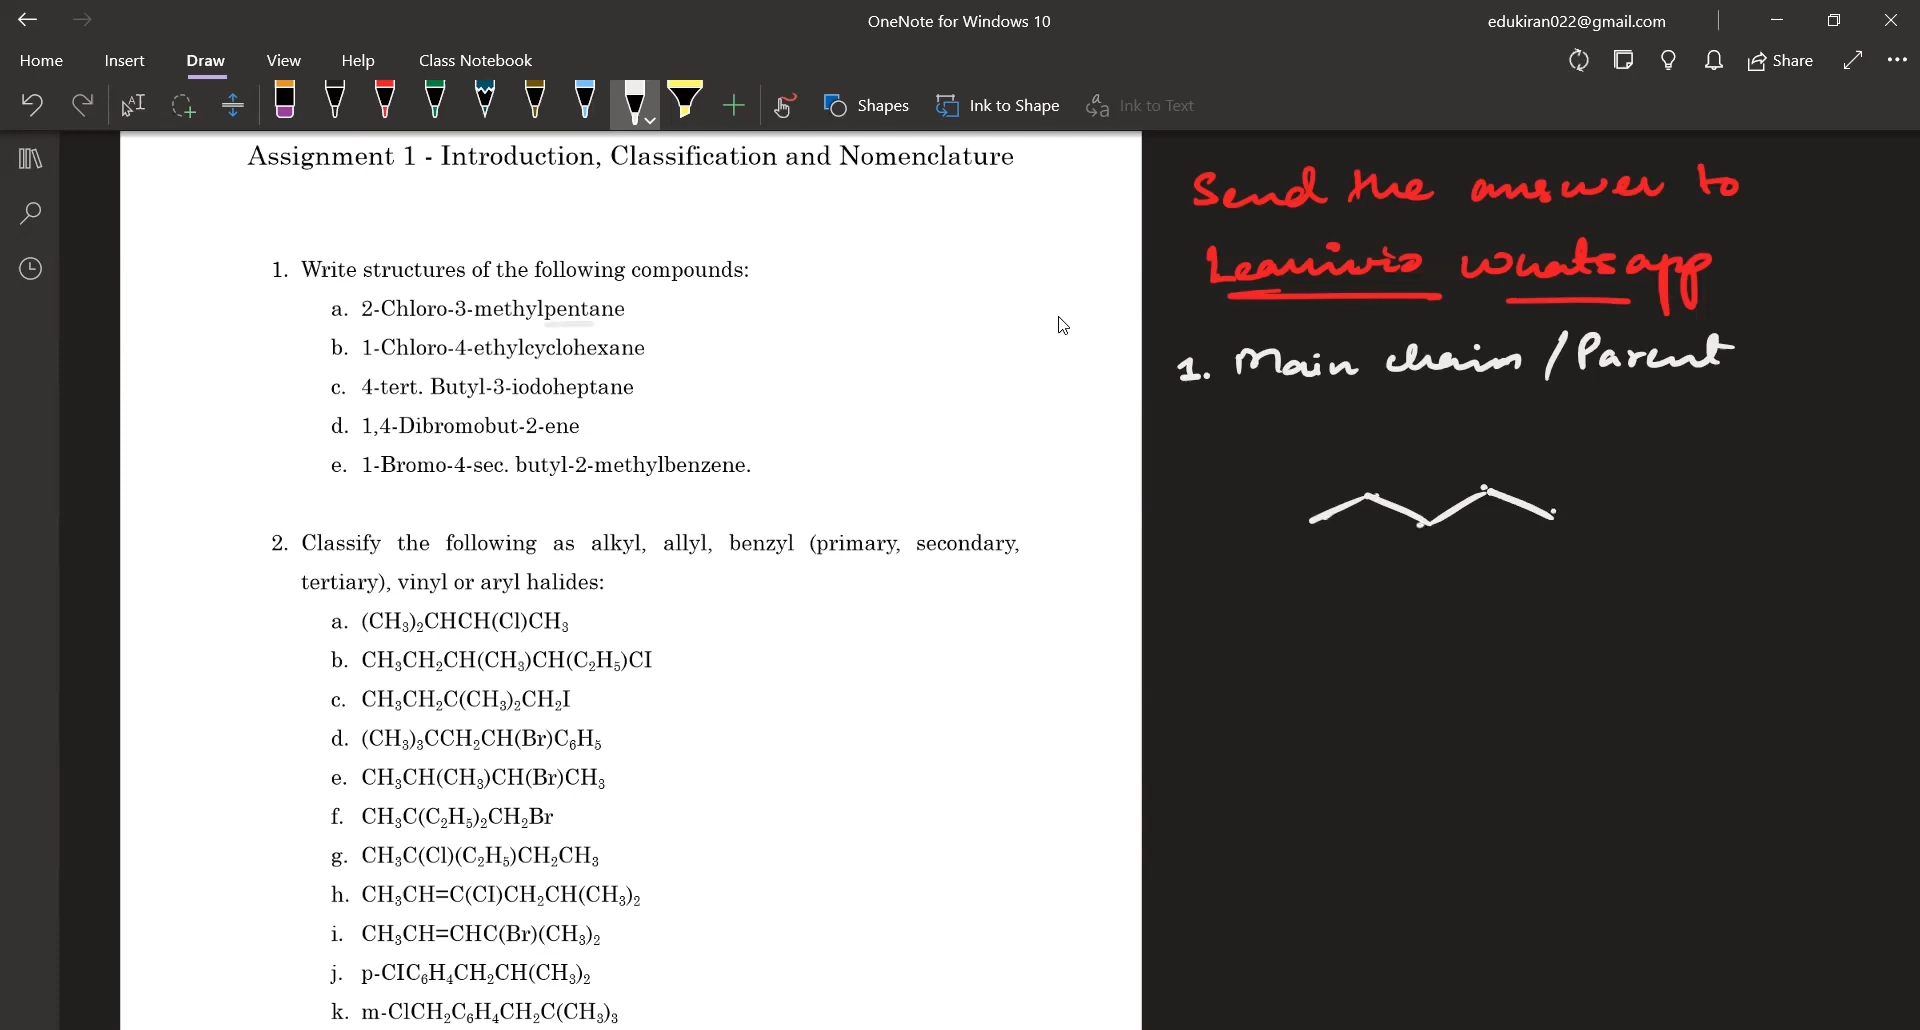 OneNote for Windows 10
edukiran022@gmail.com
Home Insert Draw View Help Class Notebook
Share
Shapes Ink to Shape Ink to Text
Assignment 1 - Introduction, Classification and Nomenclature
1. Write structures of the following compounds:
a. 2-Chloro-3-methylpentane
b. 1-Chloro-4-ethylcyclohexane
c. 4-tert. Butyl-3-iodoheptane
d. 1,4-Dibromobut-2-ene
e. 1-Bromo-4-sec. butyl-2-methylbenzene.
2. Classify the following as alkyl, allyl, benzyl (primary, secondary,
tertiary), vinyl or aryl halides:
a. (CH₃)₂CHCH(Cl)CH₃
b. CH₃CH₂CH(CH₃)CH(C₂H₅)CI
c. CH₃CH₂C(CH₃)₂CH₂I
d. (CH₃)₃CCH₂CH(Br)C₆H₅
e. CH₃CH(CH₃)CH(Br)CH₃
f. CH₃C(C₂H₅)₂CH₂Br
g. CH₃C(Cl)(C₂H₅)CH₂CH₃
h. CH₃CH=C(CI)CH₂CH(CH₃)₂
i. CH₃CH=CHC(Br)(CH₃)₂
j. p-CIC₆H₄CH₂CH(CH₃)₂
k. m-ClCH₂C₆H₄CH₂C(CH₃)₃
Send the answer to
whatsapp
1. Main chain / Parent